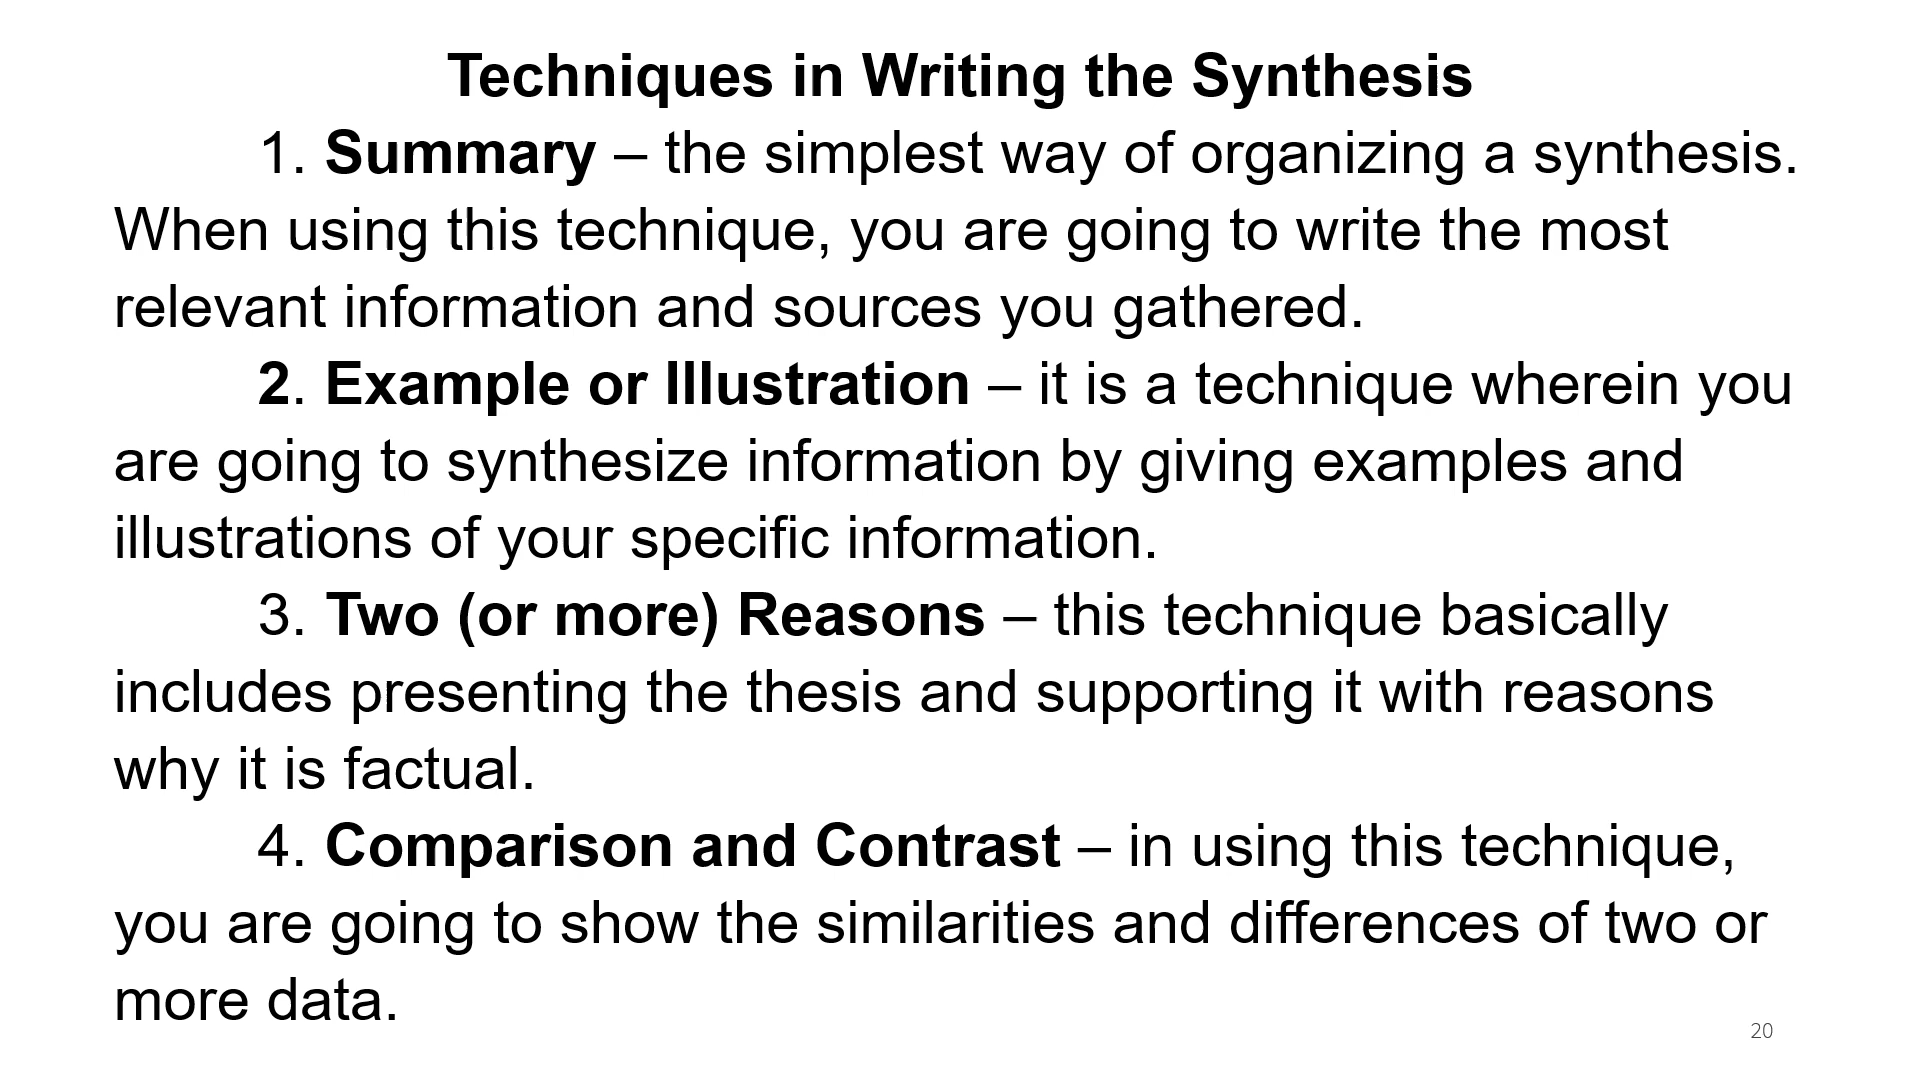 Techniques in Writing the Synthesis
1. Summary – the simplest way of organizing a synthesis.
When using this technique, you are going to write the most
relevant information and sources you gathered.
2. Example or Illustration – it is a technique wherein you
are going to synthesize information by giving examples and
illustrations of your specific information.
3. Two (or more) Reasons – this technique basically
includes presenting the thesis and supporting it with reasons
why it is factual.
4. Comparison and Contrast – in using this technique,
you are going to show the similarities and differences of two or
more data.
20